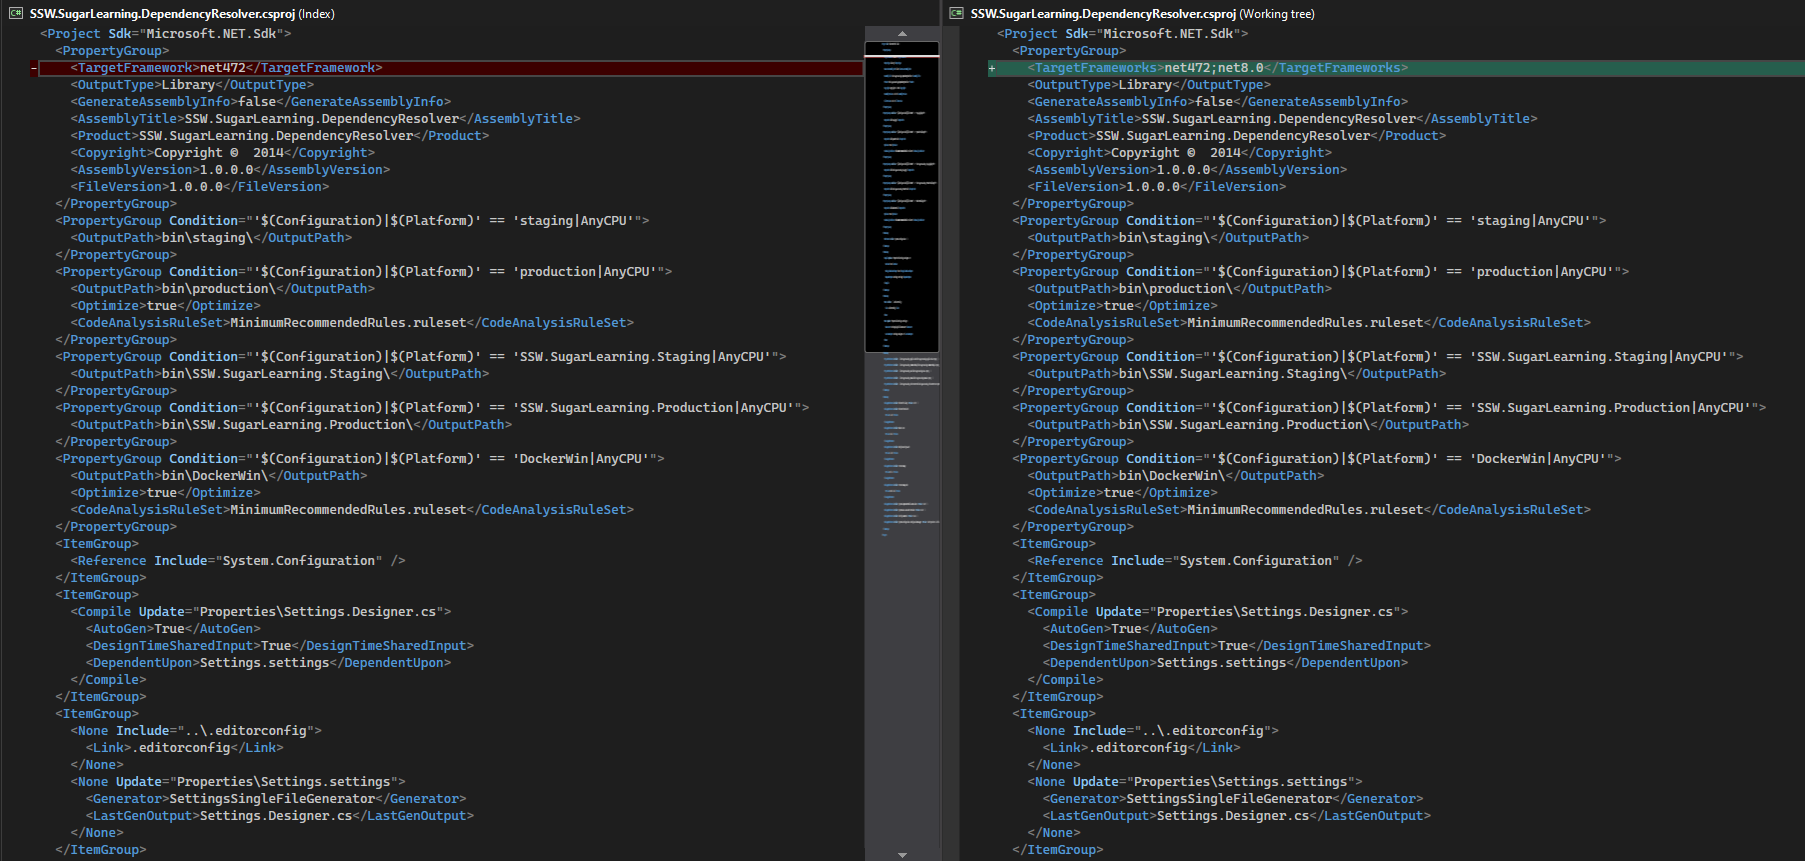 SSW.SugarLearning.DependencyResolver.csproj (Index)
<Project Sdk="Microsoft.NET.Sdk">
<PropertyGroup>
- <TargetFramework>net472</TargetFramework>
<OutputType>Library</OutputType>
<GenerateAssemblyInfo>false</GenerateAssemblyInfo>
<AssemblyTitle>SSW.SugarLearning.DependencyResolver</AssemblyTitle>
<Product>SSW.SugarLearning.DependencyResolver</Product>
<Copyright>Copyright ©  2014</Copyright>
<AssemblyVersion>1.0.0.0</AssemblyVersion>
<FileVersion>1.0.0.0</FileVersion>
</PropertyGroup>
<PropertyGroup Condition="'$(Configuration)|$(Platform)' == 'staging|AnyCPU'">
<OutputPath>bin\staging\</OutputPath>
</PropertyGroup>
<PropertyGroup Condition="'$(Configuration)|$(Platform)' == 'production|AnyCPU'">
<OutputPath>bin\production\</OutputPath>
<Optimize>true</Optimize>
<CodeAnalysisRuleSet>MinimumRecommendedRules.ruleset</CodeAnalysisRuleSet>
</PropertyGroup>
<PropertyGroup Condition="'$(Configuration)|$(Platform)' == 'SSW.SugarLearning.Staging|AnyCPU'">
<OutputPath>bin\SSW.SugarLearning.Staging\</OutputPath>
</PropertyGroup>
<PropertyGroup Condition="'$(Configuration)|$(Platform)' == 'SSW.SugarLearning.Production|AnyCPU'">
<OutputPath>bin\SSW.SugarLearning.Production\</OutputPath>
</PropertyGroup>
<PropertyGroup Condition="'$(Configuration)|$(Platform)' == 'DockerWin|AnyCPU'">
<OutputPath>bin\DockerWin\</OutputPath>
<Optimize>true</Optimize>
<CodeAnalysisRuleSet>MinimumRecommendedRules.ruleset</CodeAnalysisRuleSet>
</PropertyGroup>
<ItemGroup>
<Reference Include="System.Configuration" />
</ItemGroup>
<ItemGroup>
<Compile Update="Properties\Settings.Designer.cs">
<AutoGen>True</AutoGen>
<DesignTimeSharedInput>True</DesignTimeSharedInput>
<DependentUpon>Settings.settings</DependentUpon>
</Compile>
</ItemGroup>
<ItemGroup>
<None Include="..\.editorconfig">
<Link>.editorconfig</Link>
</None>
<None Update="Properties\Settings.settings">
<Generator>SettingsSingleFileGenerator</Generator>
<LastGenOutput>Settings.Designer.cs</LastGenOutput>
</None>
</ItemGroup>
SSW.SugarLearning.DependencyResolver.csproj (Working tree)
<Project Sdk="Microsoft.NET.Sdk">
<PropertyGroup>
+ <TargetFrameworks>net472;net8.0</TargetFrameworks>
<OutputType>Library</OutputType>
<GenerateAssemblyInfo>false</GenerateAssemblyInfo>
<AssemblyTitle>SSW.SugarLearning.DependencyResolver</AssemblyTitle>
<Product>SSW.SugarLearning.DependencyResolver</Product>
<Copyright>Copyright ©  2014</Copyright>
<AssemblyVersion>1.0.0.0</AssemblyVersion>
<FileVersion>1.0.0.0</FileVersion>
</PropertyGroup>
<PropertyGroup Condition="'$(Configuration)|$(Platform)' == 'staging|AnyCPU'">
<OutputPath>bin\staging\</OutputPath>
</PropertyGroup>
<PropertyGroup Condition="'$(Configuration)|$(Platform)' == 'production|AnyCPU'">
<OutputPath>bin\production\</OutputPath>
<Optimize>true</Optimize>
<CodeAnalysisRuleSet>MinimumRecommendedRules.ruleset</CodeAnalysisRuleSet>
</PropertyGroup>
<PropertyGroup Condition="'$(Configuration)|$(Platform)' == 'SSW.SugarLearning.Staging|AnyCPU'">
<OutputPath>bin\SSW.SugarLearning.Staging\</OutputPath>
</PropertyGroup>
<PropertyGroup Condition="'$(Configuration)|$(Platform)' == 'SSW.SugarLearning.Production|AnyCPU'">
<OutputPath>bin\SSW.SugarLearning.Production\</OutputPath>
</PropertyGroup>
<PropertyGroup Condition="'$(Configuration)|$(Platform)' == 'DockerWin|AnyCPU'">
<OutputPath>bin\DockerWin\</OutputPath>
<Optimize>true</Optimize>
<CodeAnalysisRuleSet>MinimumRecommendedRules.ruleset</CodeAnalysisRuleSet>
</PropertyGroup>
<ItemGroup>
<Reference Include="System.Configuration" />
</ItemGroup>
<ItemGroup>
<Compile Update="Properties\Settings.Designer.cs">
<AutoGen>True</AutoGen>
<DesignTimeSharedInput>True</DesignTimeSharedInput>
<DependentUpon>Settings.settings</DependentUpon>
</Compile>
</ItemGroup>
<ItemGroup>
<None Include="..\.editorconfig">
<Link>.editorconfig</Link>
</None>
<None Update="Properties\Settings.settings">
<Generator>SettingsSingleFileGenerator</Generator>
<LastGenOutput>Settings.Designer.cs</LastGenOutput>
</None>
</ItemGroup>